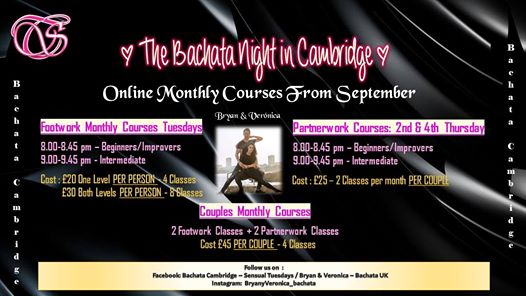 ♥ The Bachata Night in Cambridge ♥
Online Monthly Courses From September
Bryan & Verónica
Footwork Monthly Courses Tuesdays
8.00-8.45 pm – Beginners/Improvers
9.00-9.45 pm - Intermediate
Cost : £20 One Level PER PERSON - 4 Classes
£30 Both Levels PER PERSON - 8 Classes
Partnerwork Courses: 2nd & 4th Thursday
8.00-8.45 pm – Beginners/Improvers
9.00-9.45 pm - Intermediate
Cost : £25 – 2 Classes per month PER COUPLE
Couples Monthly Courses
2 Footwork Classes + 2 Partnerwork Classes
Cost £45 PER COUPLE - 4 Classes
Follow us on :
Facebook: Bachata Cambridge – Sensual Tuesdays / Bryan & Veronica – Bachata UK
Instagram: BryanyVeronica_bachata
Bachata Cambridge
Bachata Cambridge